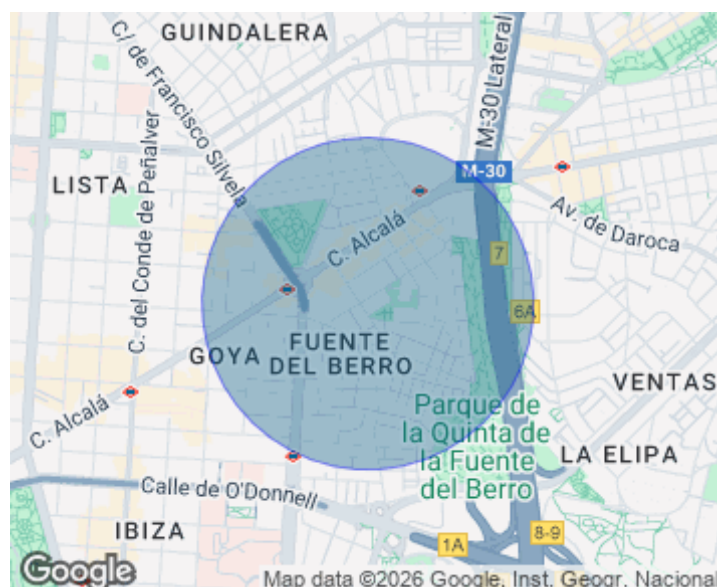 GUINDALERA
C/ de Francisco Silvela
M-30 Lateral
M-30
LISTA
C. del Conde de Peñalver
C. Alcalá
Av. de Daroca
7
6A
GOYA
FUENTE
DEL BERRO
VENTAS
C. Alcalá
Parque de
la Quinta de
la Fuente
del Berro
LA ELIPA
Calle de O'Donnell
IBIZA
1A
8-9
Google
Map data ©2026 Google, Inst. Geogr. Nacional